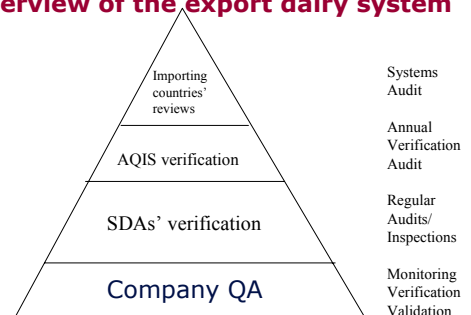 erview of the export dairy system
Importing
countries'
reviews
Systems
Audit
AQIS verification
Annual
Verification
Audit
SDAs' verification
Regular
Audits/
Inspections
Company QA
Monitoring
Verification
Validation